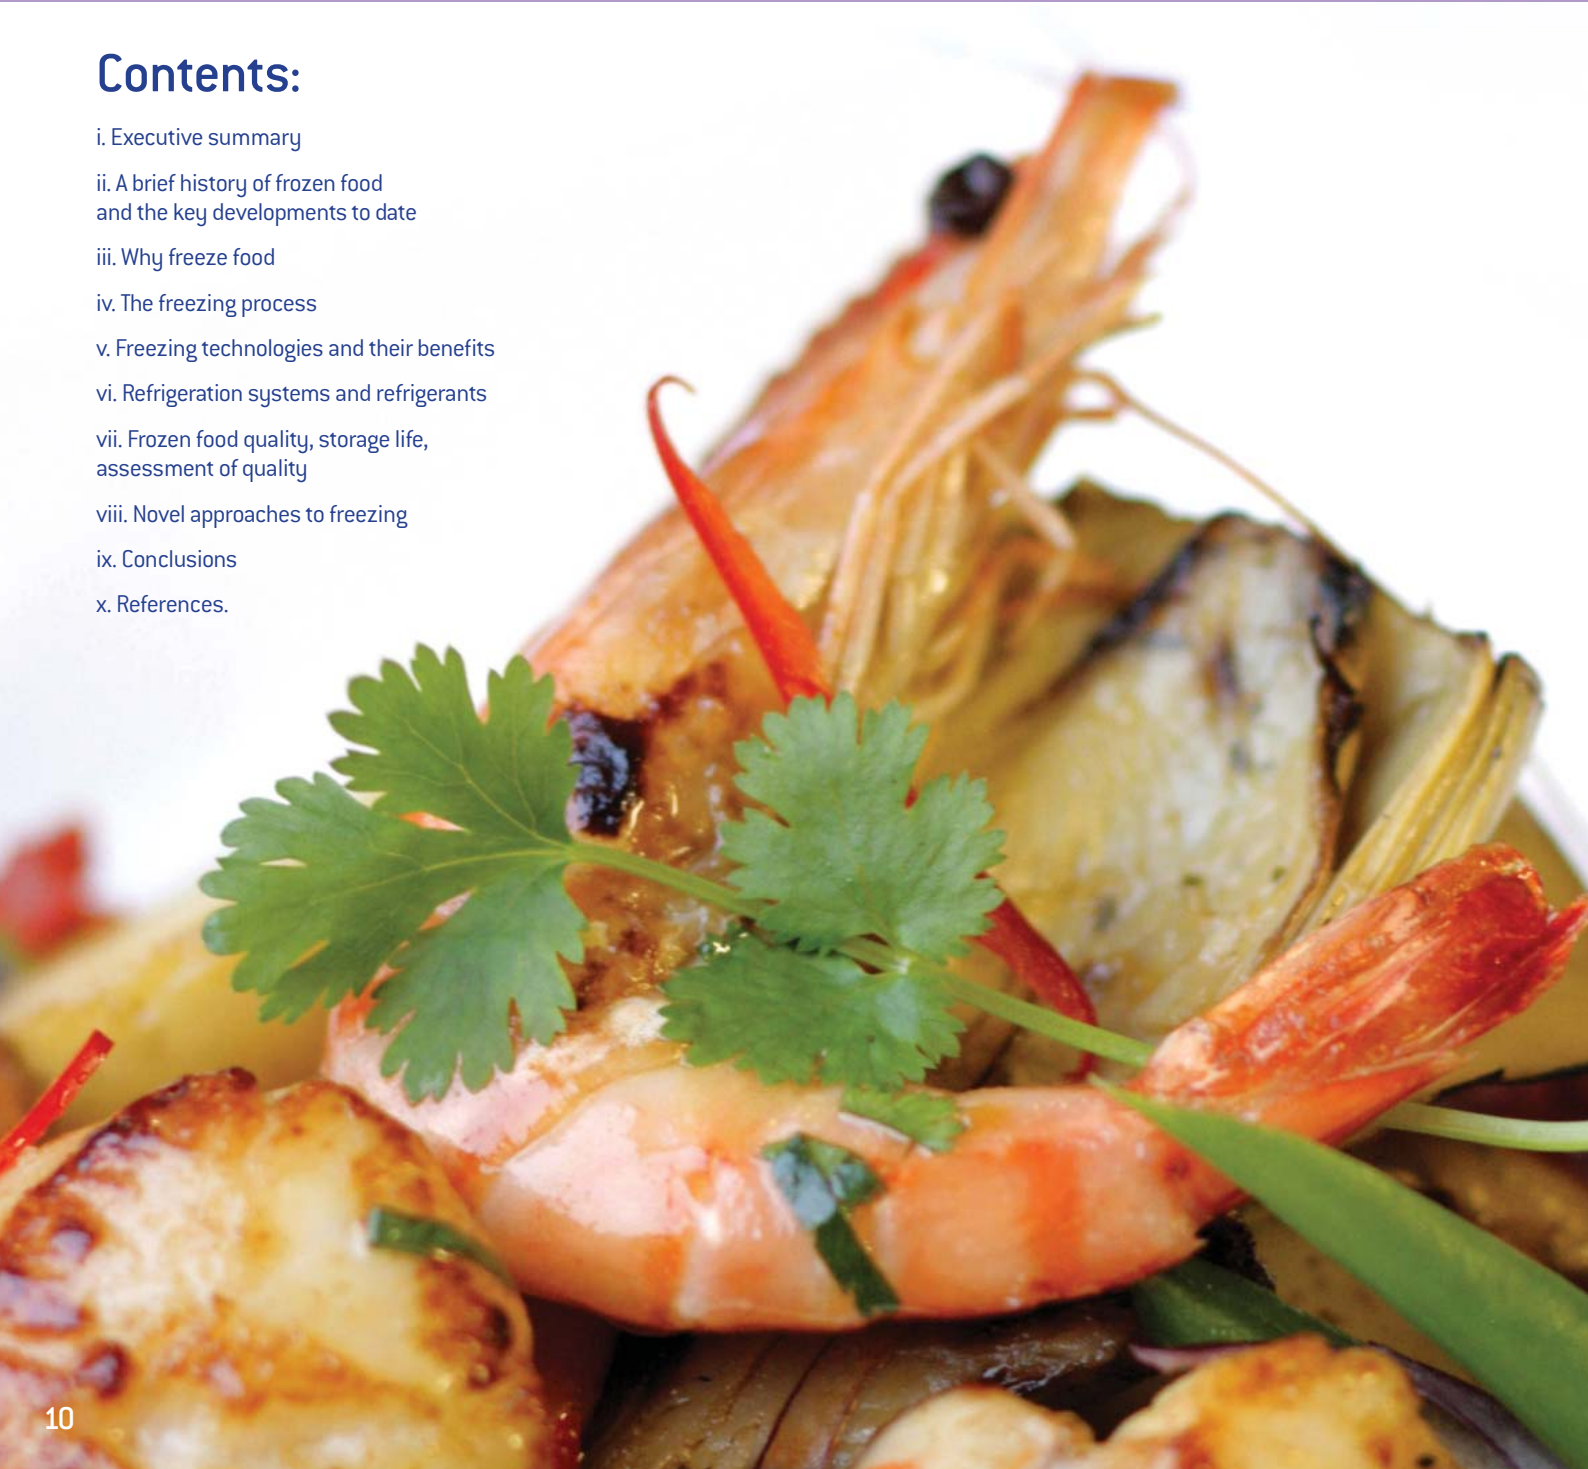 Contents:
i. Executive summary
ii. A brief history of frozen food
and the key developments to date
iii. Why freeze food
iv. The freezing process
v. Freezing technologies and their benefits
vi. Refrigeration systems and refrigerants
vii. Frozen food quality, storage life,
assessment of quality
viii. Novel approaches to freezing
ix. Conclusions
x. References.
10